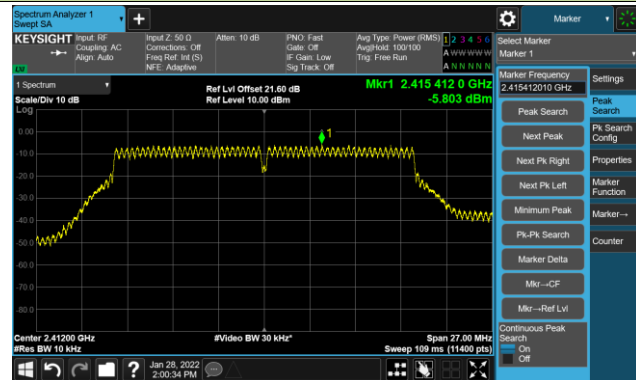 Spectrum Analyzer 1
Swept SA
+
Marker
KEYSIGHT Input: RF
Coupling: AC
Align: Auto
Input Z: 50 Ω
Corrections: Off
Freq Ref: Int (S)
NFE: Adaptive
Atten: 10 dB
PNO: Fast
Gate: Off
IF Gain: Low
Sig Track: Off
Avg Type: Power (RMS)
Avg|Hold: 100/100
Trig: Free Run
1 2 3 4 5 6
A W W W W W
A N N N N N
Select Marker
Marker 1
1 Spectrum
Scale/Div 10 dB
Log
Ref Lvl Offset 21.60 dB
Ref Level 10.00 dBm
Mkr1 2.415 412 0 GHz
-5.803 dBm
1
0.00
-10.0
-20.0
-30.0
-40.0
-50.0
-60.0
-70.0
-80.0
Center 2.41200 GHz
#Res BW 10 kHz
#Video BW 30 kHz*
Span 27.00 MHz
Sweep 109 ms (11400 pts)
Marker Frequency
2.415412010 GHz
Peak Search
Next Peak
Next Pk Right
Next Pk Left
Minimum Peak
Pk-Pk Search
Marker Delta
Mkr→CF
Mkr→Ref Lvl
Continuous Peak
Search
On
Off
Settings
Peak
Search
Pk Search
Config
Properties
Marker
Function
Marker→
Counter
?
Jan 28, 2022
2:00:34 PM